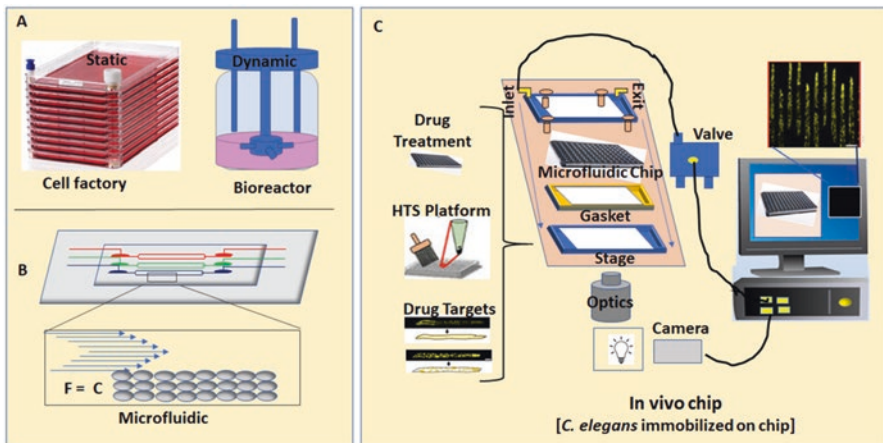 A
Static
Cell factory
Dynamic
Bioreactor
B
F = C
Microfluidic
C
Drug
Treatment
HTS Platform
Drug Targets
Inlet
Exit
Microfluidic Chip
Gasket
Stage
Optics
Camera
Valve
In vivo chip
[C. elegans immobilized on chip]